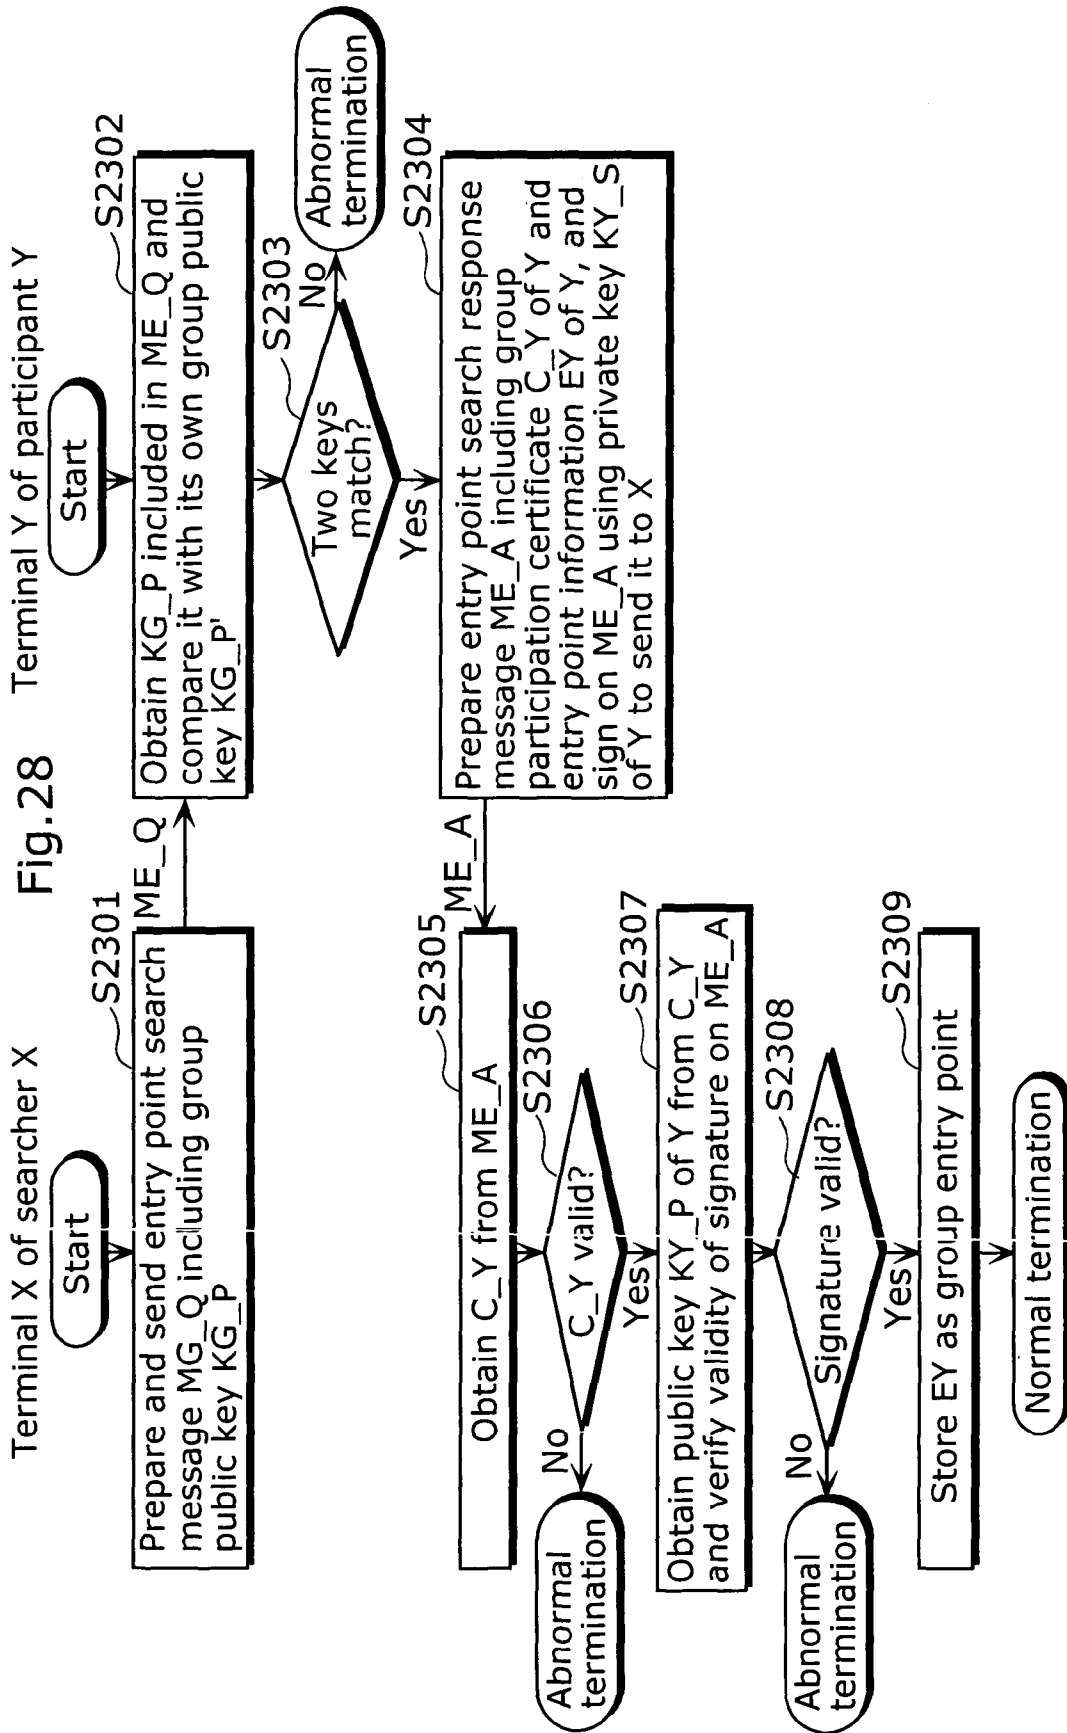 Fig.28
Terminal X of searcher X
Start
S2301
Prepare and send entry point search
message MG_Q including group
public key KG_P
ME_Q
Terminal Y of participant Y
Start
S2302
Obtain KG_P included in ME_Q and
compare it with its own group public
key KG_P'
S2303
Two keys
match?
No
Abnormal
termination
Yes
S2304
Prepare entry point search response
message ME_A including group
participation certificate C_Y of Y and
entry point information EY of Y, and
sign on ME_A using private key KY_S
of Y to send it to X
ME_A
S2305
Obtain C_Y from ME_A
S2306
C_Y valid?
No
Abnormal
termination
Yes
S2307
Obtain public key KY_P of Y from C_Y
and verify validity of signature on ME_A
S2308
Signature valid?
No
Abnormal
termination
Yes
S2309
Store EY as group entry point
Normal termination